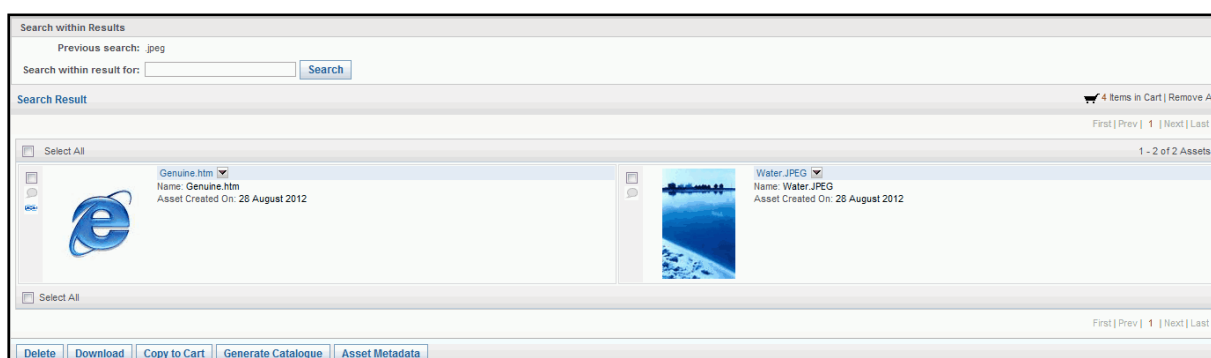 Search within Results
Previous search: .jpeg
Search within result for: Search
Search Result 4 Items in Cart | Remove A
First | Prev | 1 | Next | Last
Select All 1 - 2 of 2 Assets
Genuine.htm Water.JPEG
Name: Genuine.htm Name: Water.JPEG
Asset Created On: 28 August 2012 Asset Created On: 28 August 2012
Select All
First | Prev | 1 | Next | Last
Delete Download Copy to Cart Generate Catalogue Asset Metadata